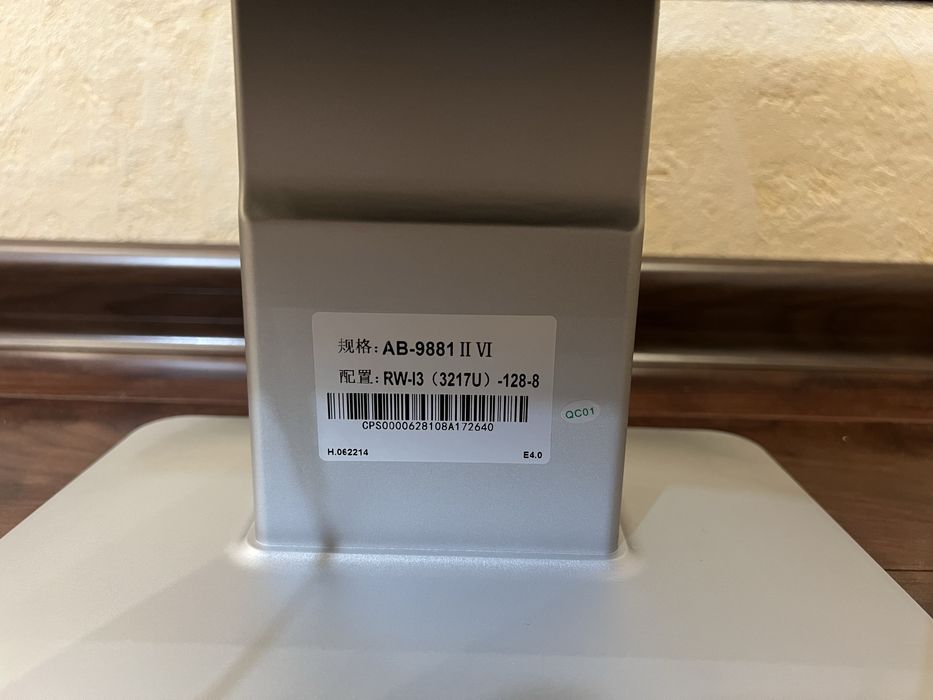 规格: AB-9881 II VI
配置: RW-I3（3217U）-128-8
CPS0000628108A172640
H.062214 E4.0
QC01